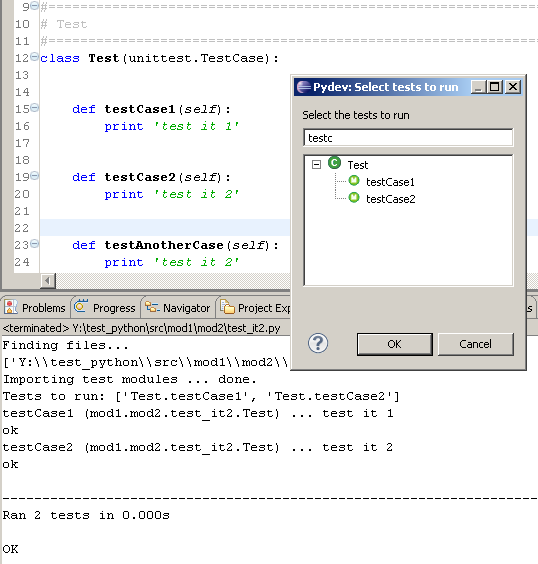 9 #================================
10 # Test
11 #================================
12 class Test(unittest.TestCase):
13
14
15 def testCase1(self):
16 print 'test it 1'
17
18
19 def testCase2(self):
20 print 'test it 2'
21
22
23 def testAnotherCase(self):
24 print 'test it 2'
Pydev: Select tests to run
Select the tests to run
testc
Test
testCase1
testCase2
OK Cancel
Problems Progress Navigator Project Exp
<terminated> Y:\test_python\src\mod1\mod2\test_it2.py
Finding files...
['Y:\\test_python\\src\\mod1\\mod2\\
Importing test modules ... done.
Tests to run: ['Test.testCase1', 'Test.testCase2']
testCase1 (mod1.mod2.test_it2.Test) ... test it 1
ok
testCase2 (mod1.mod2.test_it2.Test) ... test it 2
ok
----------------------------------------------------------------------
Ran 2 tests in 0.000s
OK